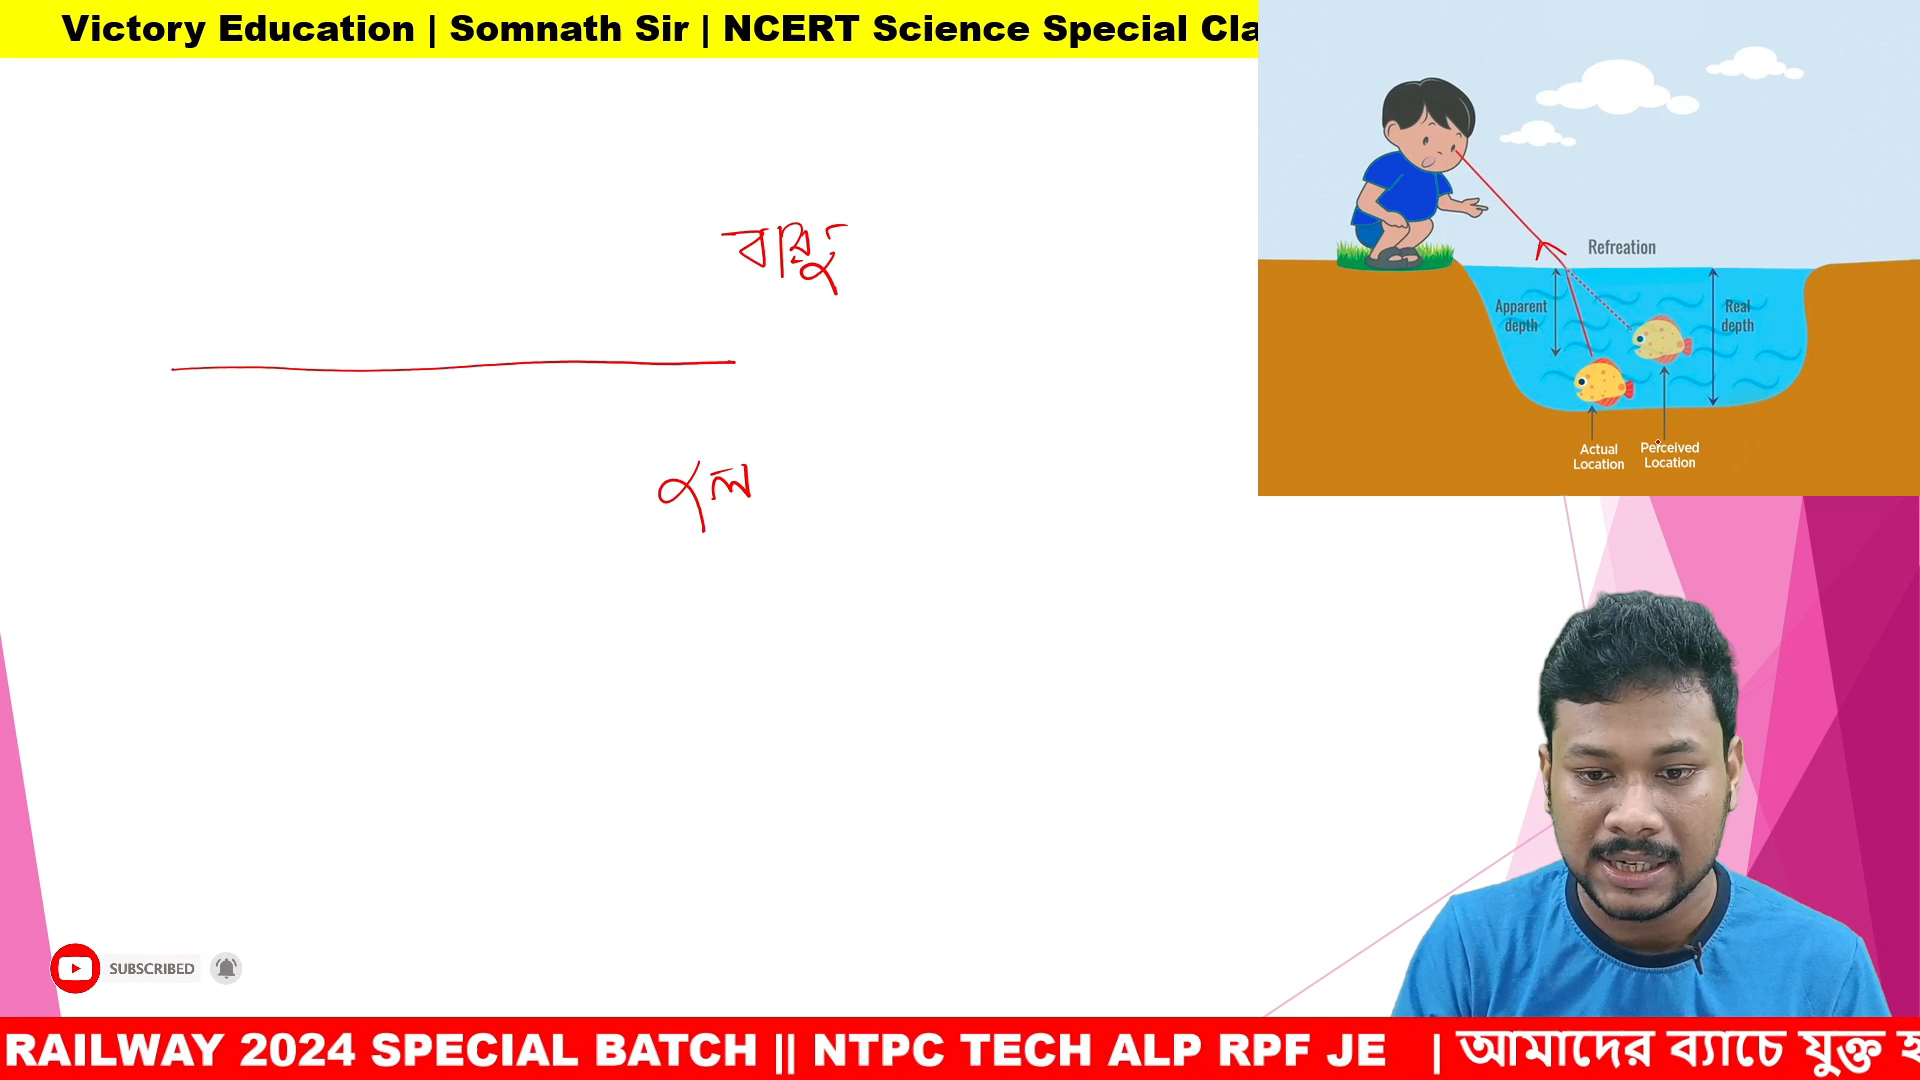 Victory Education | Somnath Sir | NCERT Science Special Cla
বায়ু
Refreation
Apparent
depth
Real
depth
জল
Actual
Location
Perceived
Location
SUBSCRIBED
RAILWAY 2024 SPECIAL BATCH || NTPC TECH ALP RPF JE | আমাদের ব্যাচে যুক্ত হ